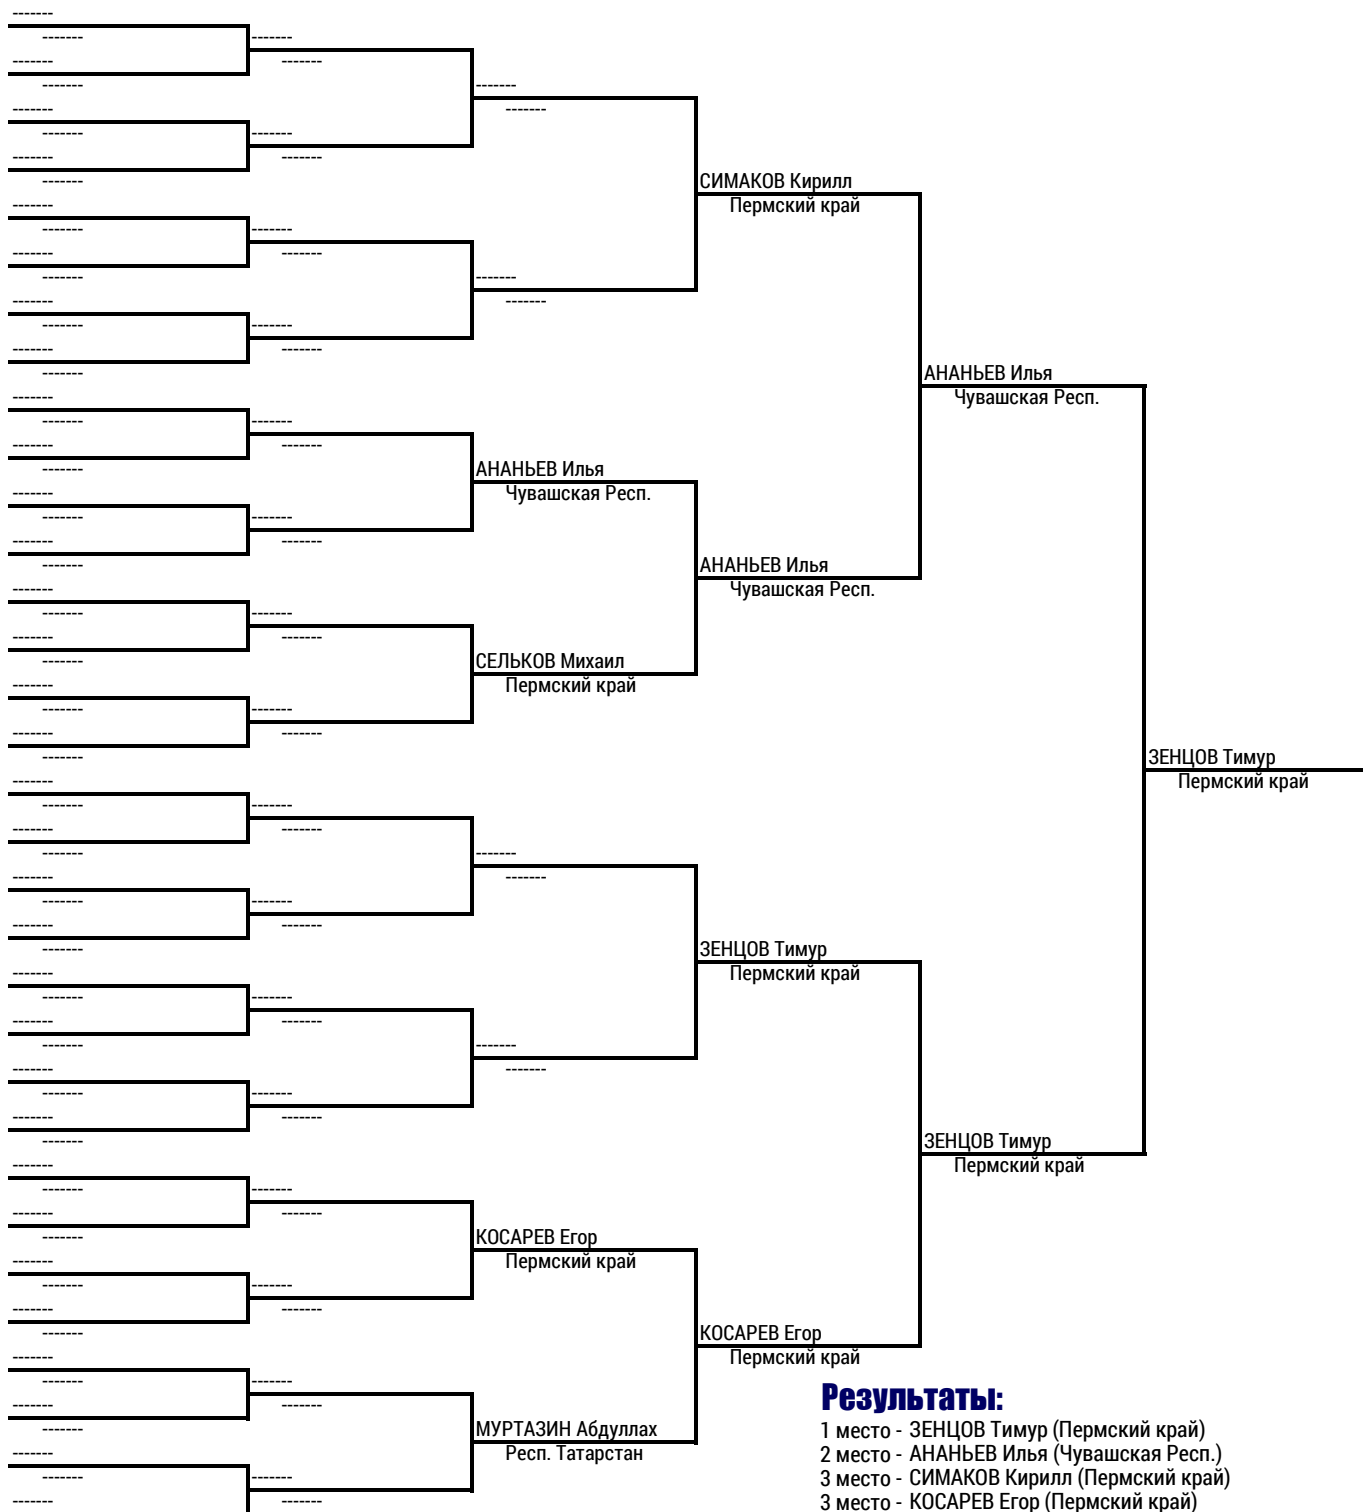 СИМАКОВ Кирилл
Пермский край
АНАНЬЕВ Илья
Чувашская Респ.
АНАНЬЕВ Илья
Чувашская Респ.
АНАНЬЕВ Илья
Чувашская Респ.
СЕЛЬКОВ Михаил
Пермский край
ЗЕНЦОВ Тимур
Пермский край
ЗЕНЦОВ Тимур
Пермский край
ЗЕНЦОВ Тимур
Пермский край
КОСАРЕВ Егор
Пермский край
КОСАРЕВ Егор
Пермский край
МУРТАЗИН Абдуллах
Респ. Татарстан
Результаты:
1 место - ЗЕНЦОВ Тимур (Пермский край)
2 место - АНАНЬЕВ Илья (Чувашская Респ.)
3 место - СИМАКОВ Кирилл (Пермский край)
3 место - КОСАРЕВ Егор (Пермский край)